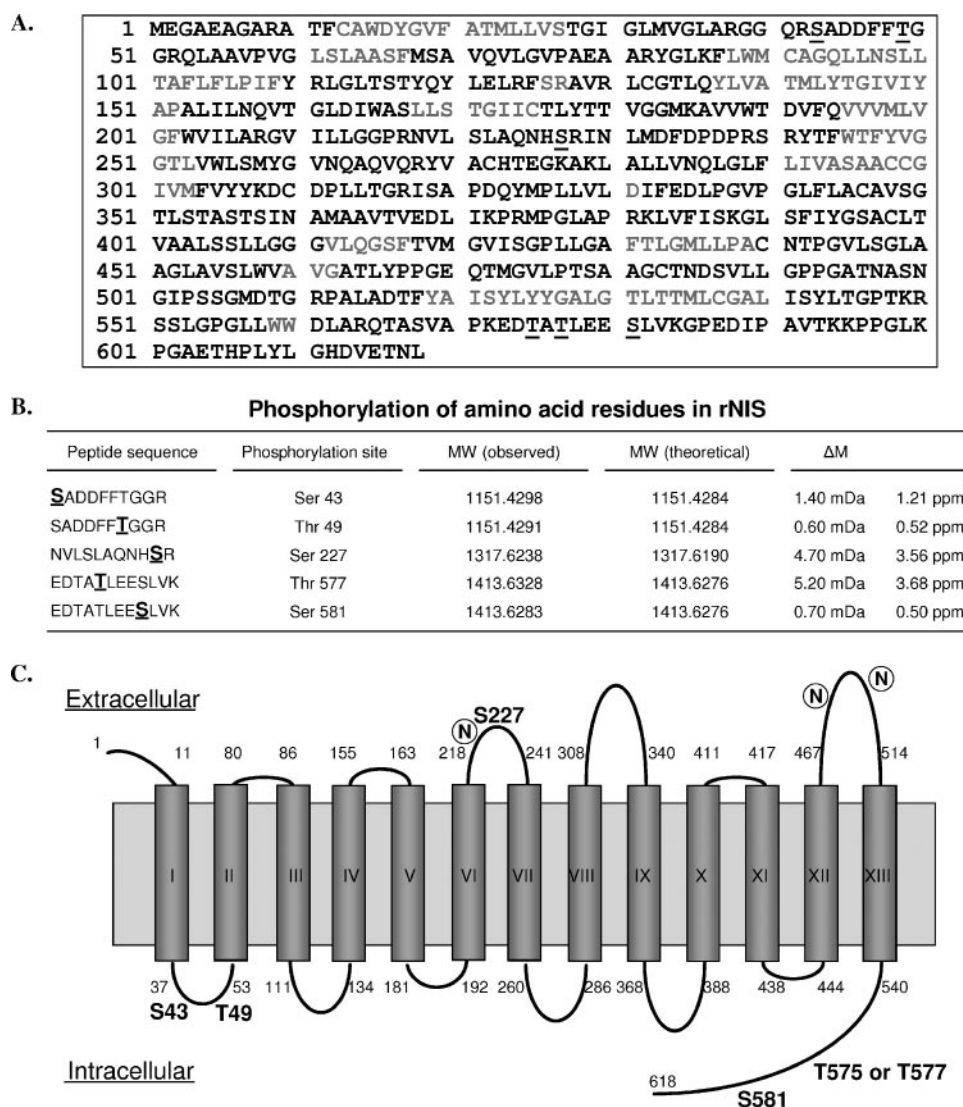 A.
1 MEGAEAGARA TFCAWDYGVF ATMLLVSTGI GLMVGLARGG QRSADDFFTG
51 GRQLAAVPVG LSLAASFMSA VQVLGVPAEA ARYGLKFLWM CAGQLLNSLL
101 TAFLFLPIFY RLGLTSTYQY LELRFSRAVR LCGTLQYLVA TMLYTGIVIY
151 APALILNQVT GLDIWASLLS TGIICTLYTT VGGMKAVVWT DVFQVVVMLV
201 GFWVILARGV ILLGGPRNVL SLAQNHSRIN LMDFDPDPRS RYTFWTFYVG
251 GTLVWLSMYG VNQAQVQRYV ACHTEGKAKL ALLVNQLGLF LIVASAACCG
301 IVMFVYYKDC DPLLTGRISA PDQYMPLLVL DIFEDLPGVP GLFLACAVSG
351 TLSTASTSIN AMAAVTVEDL IKPRMPGLAP RKLVFISKGL SFIYGSACLT
401 VAALSSLLGG GVLQGSFTVM GVISGPLLGA FTLGMLLPAC NTPGVLSGLA
451 AGLAVSLWVA AVGATLYPPGE QTMGVLPTSA AGCTNDSVLL GPPGATNASN
501 GIPSSGMDTG RPALADTFYA ISYLYYGALG TLTTMLCGAL ISYLTGPTKR
551 SSLGPGLLWW DLARQTASVA PKEDTATLEE SLVKGPEDIP AVTKKPPGLK
601 PGAETHPLYL GHDVETNL
B.
Phosphorylation of amino acid residues in rNIS
Peptide sequence Phosphorylation site MW (observed) MW (theoretical) ΔM
SADDFFTGGR Ser 43 1151.4298 1151.4284 1.40 mDa 1.21 ppm
SADDFFTGGR Thr 49 1151.4291 1151.4284 0.60 mDa 0.52 ppm
NVLSLAQNHSR Ser 227 1317.6238 1317.6190 4.70 mDa 3.56 ppm
EDTATLEESLVK Thr 577 1413.6328 1413.6276 5.20 mDa 3.68 ppm
EDTATLEESLVK Ser 581 1413.6283 1413.6276 0.70 mDa 0.50 ppm
C.
Extracellular
N N
N S227
1 11 80 86 155 163 218 241 308 340 411 417 467 514
I II III IV V VI VII VIII IX X XI XII XIII
37 53 111 134 181 192 260 286 368 388 438 444 540
S43 T49
Intracellular
618 T575 or T577
S581